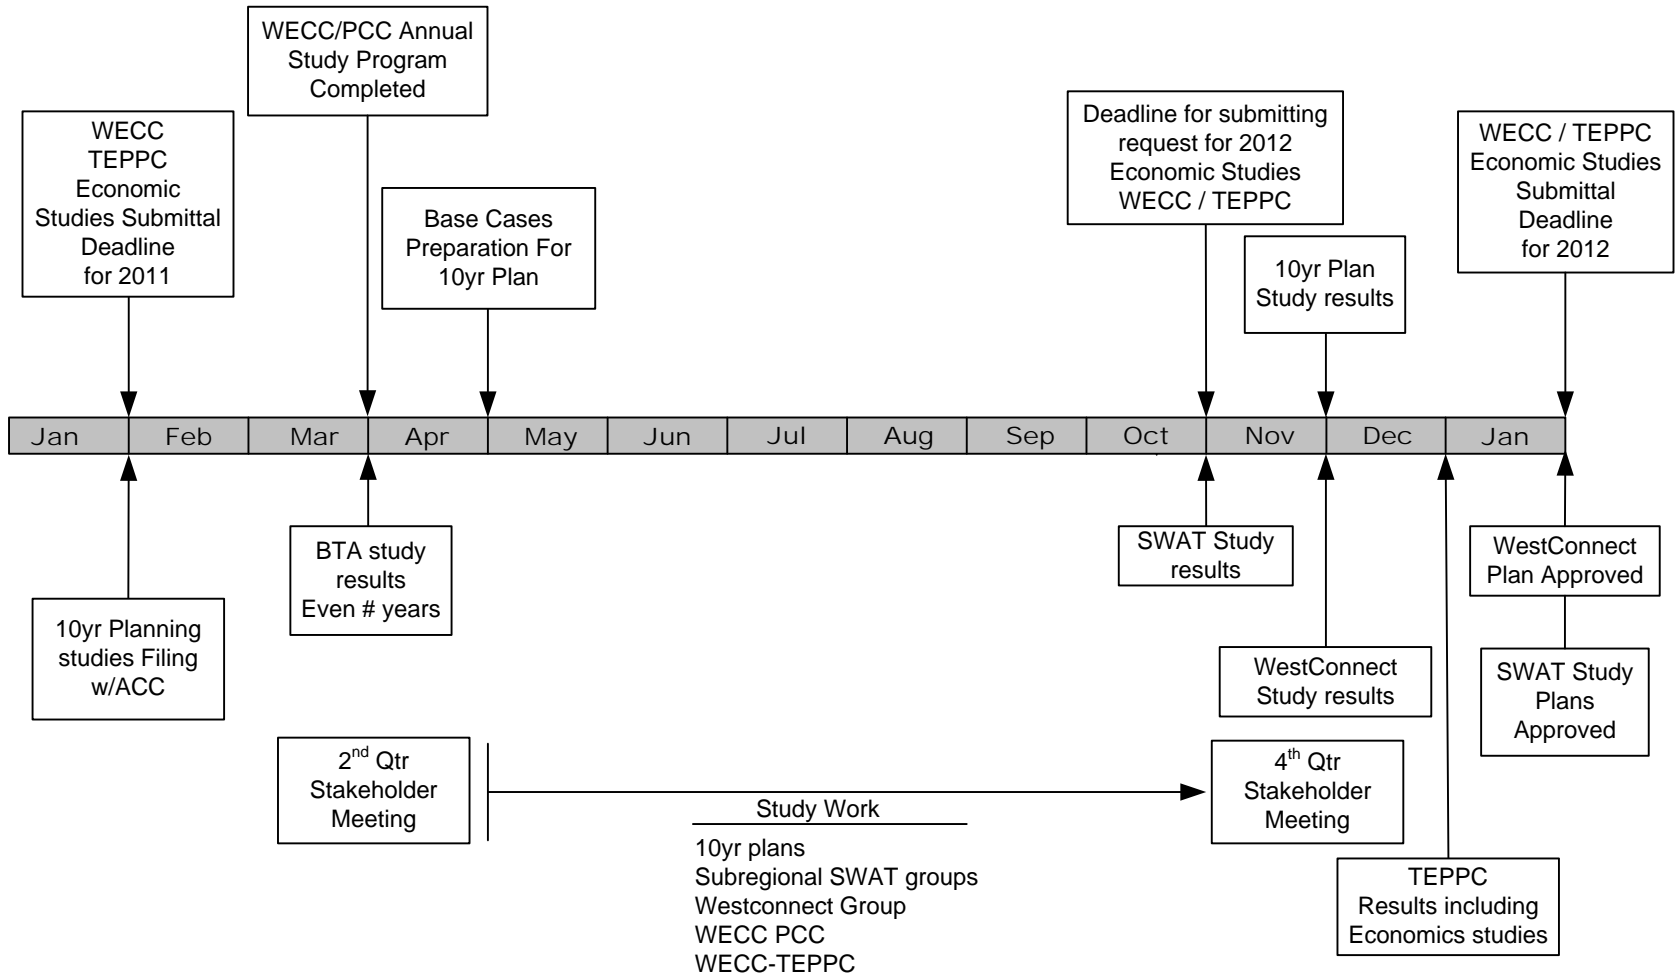 WECC/PCC Annual
Study Program
Completed
WECC
TEPPC
Economic
Studies Submittal
Deadline
for 2011
Base Cases
Preparation For
10yr Plan
Deadline for submitting
request for 2012
Economic Studies
WECC / TEPPC
10yr Plan
Study results
WECC / TEPPC
Economic Studies
Submittal
Deadline
for 2012
Jan Feb Mar Apr May Jun Jul Aug Sep Oct Nov Dec Jan
10yr Planning
studies Filing
w/ACC
BTA study
results
Even # years
SWAT Study
results
WestConnect
Study results
WestConnect
Plan Approved
SWAT Study
Plans
Approved
2nd Qtr
Stakeholder
Meeting
Study Work
10yr plans
Subregional SWAT groups
Westconnect Group
WECC PCC
WECC-TEPPC
4th Qtr
Stakeholder
Meeting
TEPPC
Results including
Economics studies